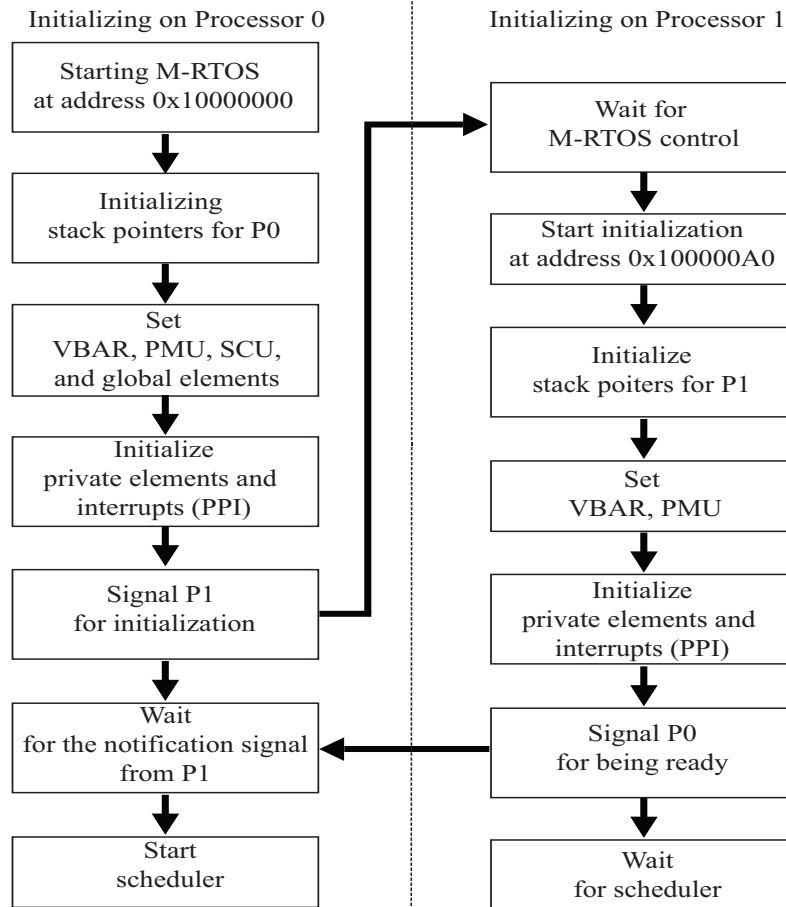 Initializing on Processor 0
Starting M-RTOS
at address 0x10000000
Initializing
stack pointers for P0
Set
VBAR, PMU, SCU,
and global elements
Initialize
private elements and
interrupts (PPI)
Signal P1
for initialization
Wait
for the notification signal
from P1
Start
scheduler
Initializing on Processor 1
Wait for
M-RTOS control
Start initialization
at address 0x100000A0
Initialize
stack poiters for P1
Set
VBAR, PMU
Initialize
private elements and
interrupts (PPI)
Signal P0
for being ready
Wait
for scheduler